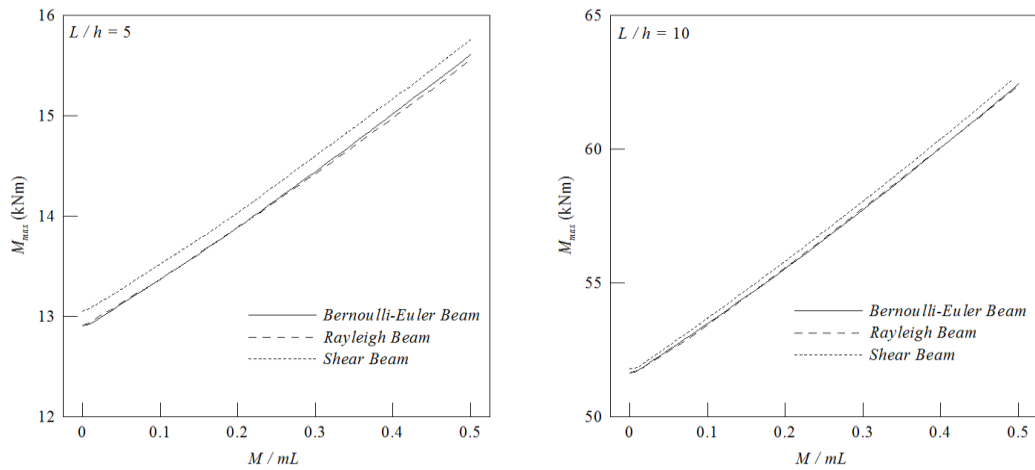 L / h = 5
16
15
14
13
12
M max (kNm)
Bernoulli-Euler Beam
Rayleigh Beam
Shear Beam
0 0.1 0.2 0.3 0.4 0.5
M / mL
L / h = 10
65
60
55
50
M max (kNm)
Bernoulli-Euler Beam
Rayleigh Beam
Shear Beam
0 0.1 0.2 0.3 0.4 0.5
M / mL